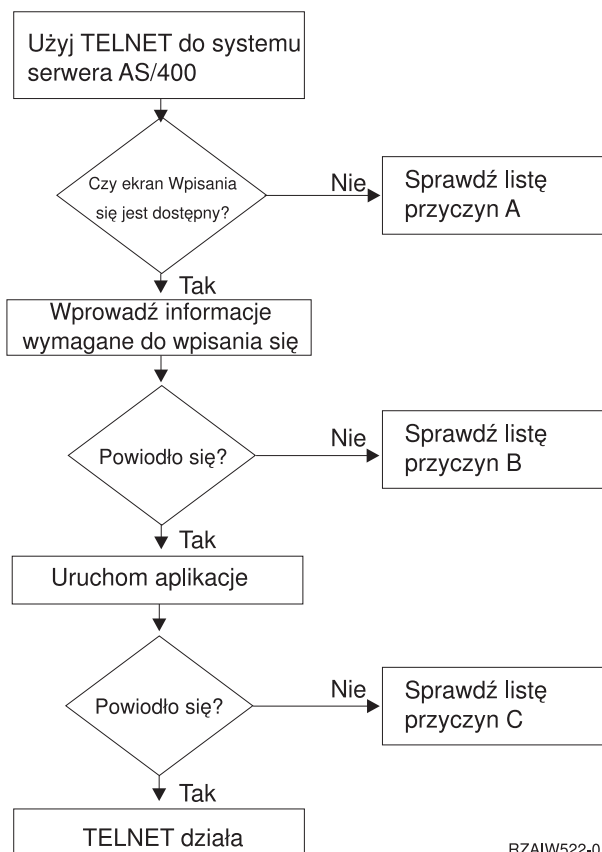 Użyj TELNET do systemu
serwera AS/400
Czy ekran Wpisania
się jest dostępny?
Nie
Sprawdź listę
przyczyn A
Tak
Wprowadź informacje
wymagane do wpisania się
Powiodło się?
Nie
Sprawdź listę
przyczyn B
Tak
Uruchom aplikacje
Powiodło się?
Nie
Sprawdź listę
przyczyn C
Tak
TELNET działa
RZAIW522-0